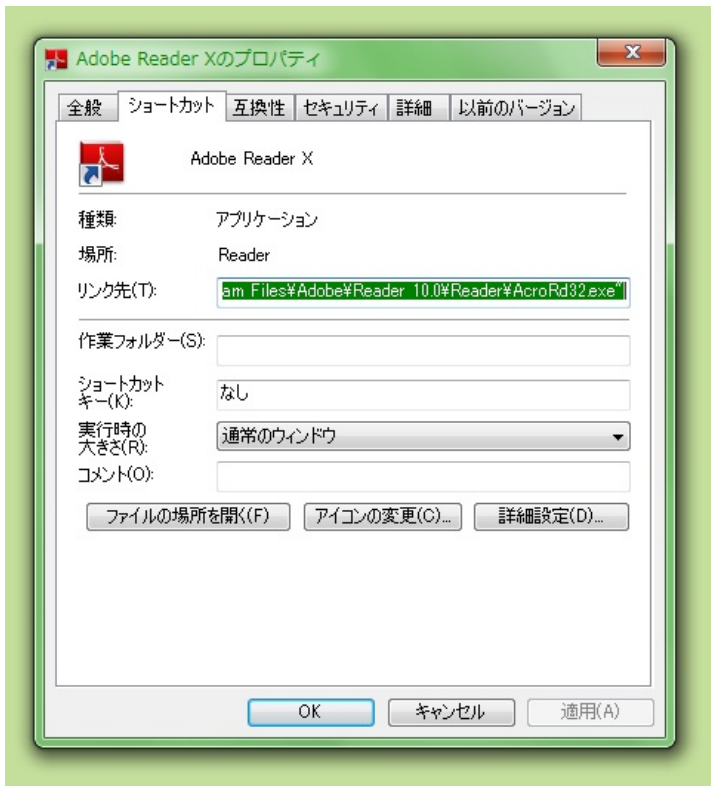 Adobe Reader Xのプロパティ
全般 ショートカット 互換性 セキュリティ 詳細 以前のバージョン
Adobe Reader X
種類: アプリケーション
場所: Reader
リンク先(T): am Files¥Adobe¥Reader 10.0¥Reader¥AcroRd32.exe"
作業フォルダー(S):
ショートカット
キー(K): なし
実行時の
大きさ(R): 通常のウィンドウ
コメント(O):
ファイルの場所を開く(F) アイコンの変更(C)... 詳細設定(D)...
OK キャンセル 適用(A)